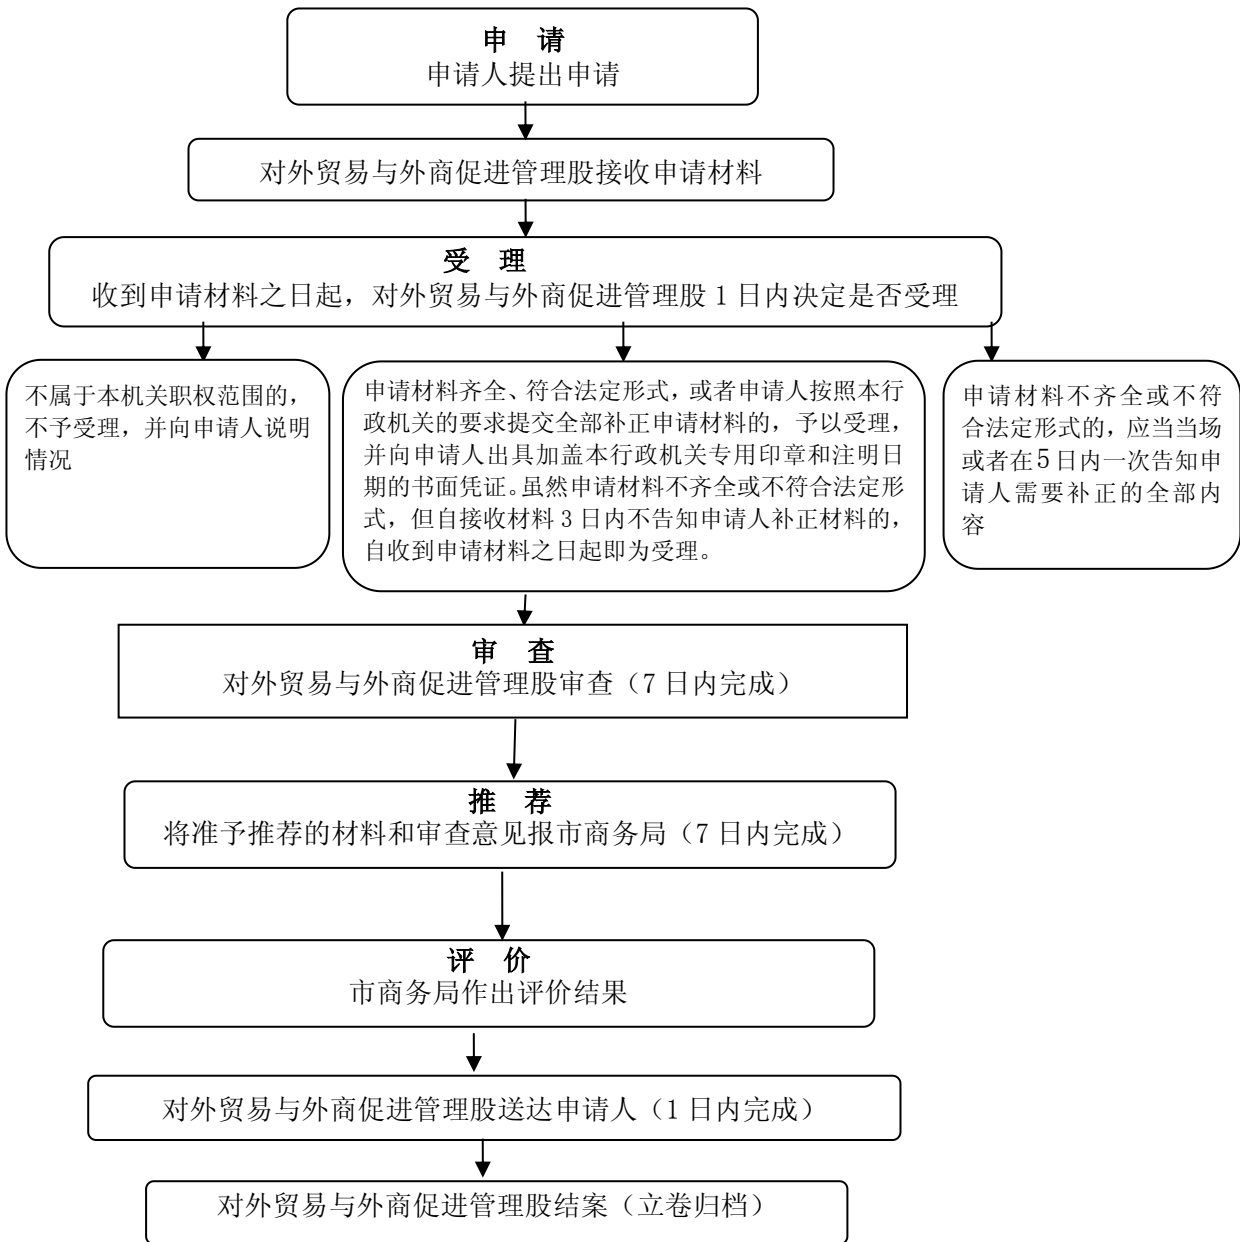 申 请
申请人提出申请
对外贸易与外商促进管理股接收申请材料
受 理
收到申请材料之日起，对外贸易与外商促进管理股 1 日内决定是否受理
不属于本机关职权范围的，
不予受理，并向申请人说明
情况
申请材料齐全、符合法定形式，或者申请人按照本行
政机关的要求提交全部补正申请材料的，予以受理，
并向申请人出具加盖本行政机关专用印章和注明日
期的书面凭证。虽然申请材料不齐全或不符合法定形
式，但自接收材料 3 日内不告知申请人补正材料的，
自收到申请材料之日起即为受理。
申请材料不齐全或不符
合法定形式的，应当当场
或者在5日内一次告知申
请人需要补正的全部内
容
审 查
对外贸易与外商促进管理股审查（7 日内完成）
推 荐
将准予推荐的材料和审查意见报市商务局（7 日内完成）
评 价
市商务局作出评价结果
对外贸易与外商促进管理股送达申请人（1 日内完成）
对外贸易与外商促进管理股结案（立卷归档）